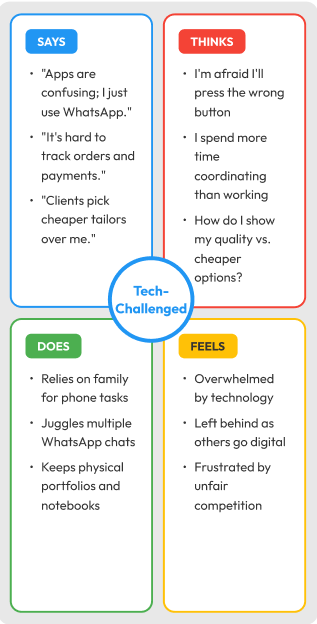 SAYS
• "Apps are
confusing; I just
use WhatsApp."
• "It's hard to
track orders and
payments."
• "Clients pick
cheaper tailors
over me."
THINKS
• I'm afraid I'll
press the wrong
button
• I spend more
time
coordinating
than working
• How do I show
my quality vs.
cheaper
options?
Tech-
Challenged
DOES
• Relies on family
for phone tasks
• Juggles multiple
WhatsApp chats
• Keeps physical
portfolios and
notebooks
FEELS
• Overwhelmed
by technology
• Left behind as
others go digital
• Frustrated by
unfair
competition